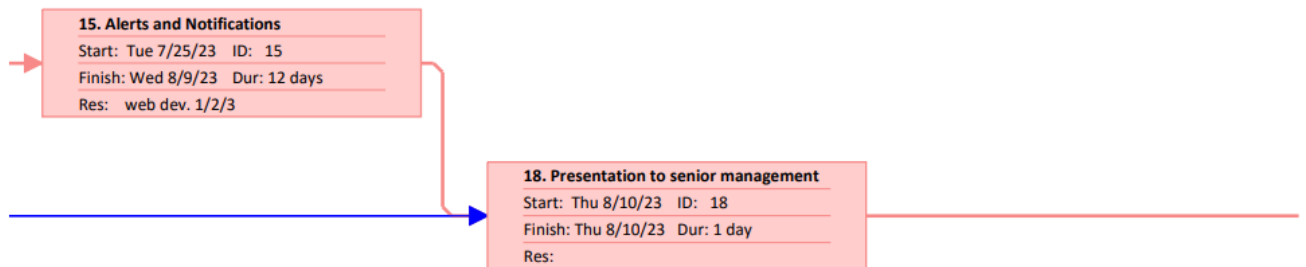 15. Alerts and Notifications
Start: Tue 7/25/23 ID: 15
Finish: Wed 8/9/23 Dur: 12 days
Res: web dev. 1/2/3
18. Presentation to senior management
Start: Thu 8/10/23 ID: 18
Finish: Thu 8/10/23 Dur: 1 day
Res: